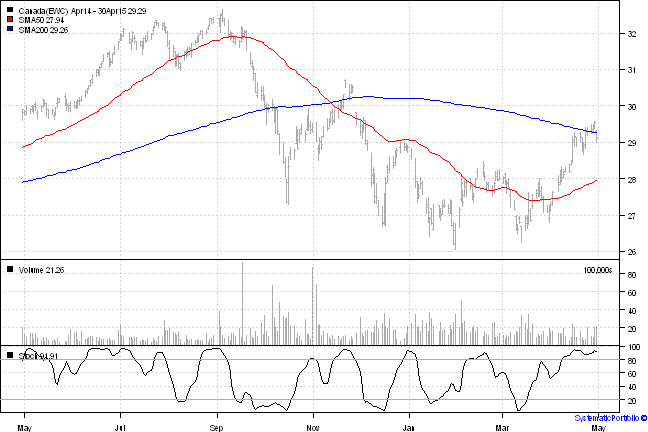 Canada(EWC) Apr14 - 30Apr15 29.29
SMA50 27.94
SMA200 29.26
32
31
30
29
28
27
26
Volume 21.26
100,000s
80
60
40
20
Stoch 91.91
100
80
60
40
20
May Jul Sep Nov Jan Mar May
SystematicPortfolio ©